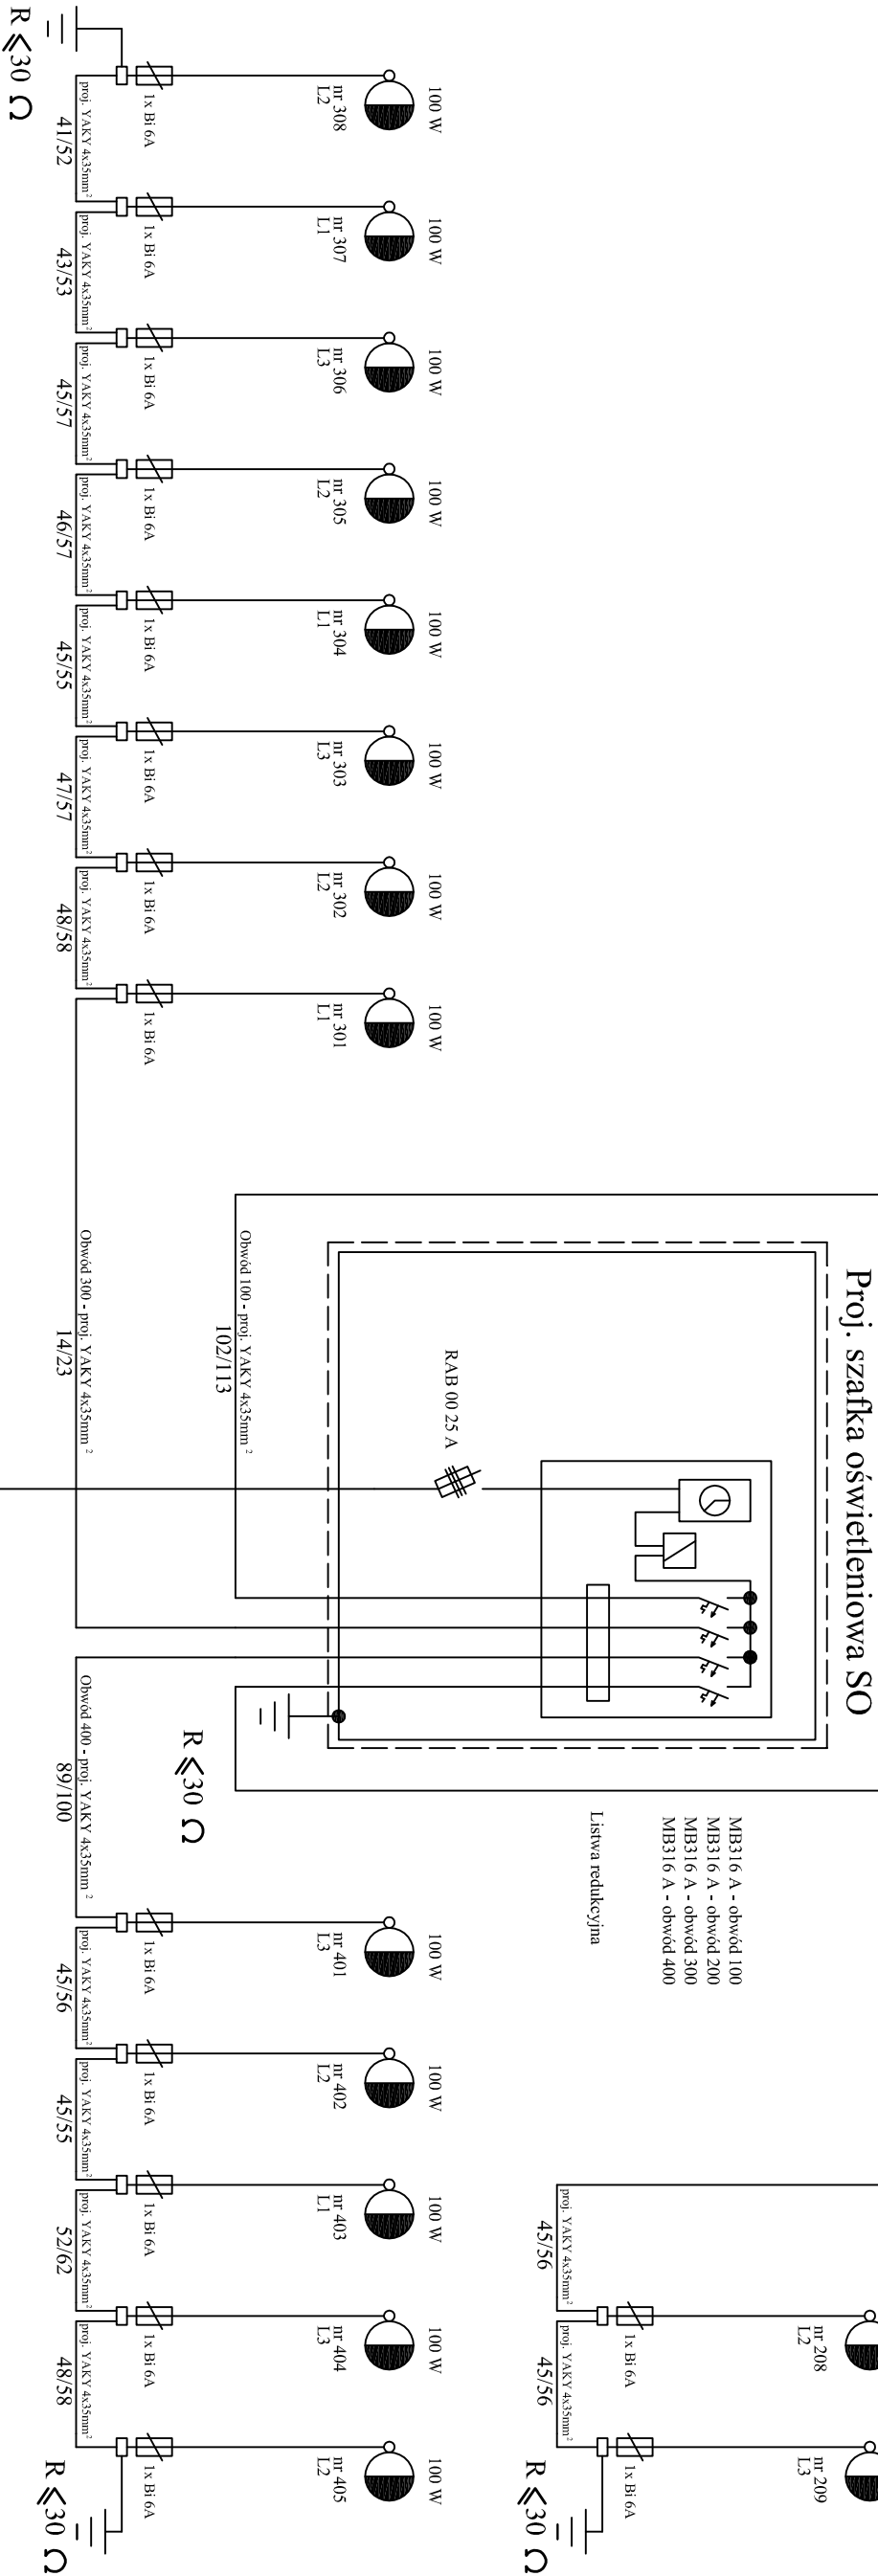 Proj. szafka oświetleniowa SO
MB316 A - obwód 100
MB316 A - obwód 200
MB316 A - obwód 300
MB316 A - obwód 400
Listwa redukcyjna
RAB 00 25 A
Obwód 100 - proj. YAKY 4x35mm²
102/113
R ⩽30 Ω
100 W
nr 308
L2
1x Bi 6A
100 W
nr 307
L1
1x Bi 6A
100 W
nr 306
L3
1x Bi 6A
100 W
nr 305
L2
1x Bi 6A
100 W
nr 304
L1
1x Bi 6A
100 W
nr 303
L3
1x Bi 6A
100 W
nr 302
L2
1x Bi 6A
100 W
nr 301
L1
1x Bi 6A
R ⩽30 Ω
proj. YAKY 4x35mm²
41/52
proj. YAKY 4x35mm²
43/53
proj. YAKY 4x35mm²
45/57
proj. YAKY 4x35mm²
46/57
proj. YAKY 4x35mm²
45/55
proj. YAKY 4x35mm²
47/57
proj. YAKY 4x35mm²
48/58
Obwód 300 - proj. YAKY 4x35mm²
14/23
Obwód 400 - proj. YAKY 4x35mm²
89/100
100 W
nr 401
L3
1x Bi 6A
100 W
nr 402
L2
1x Bi 6A
100 W
nr 403
L1
1x Bi 6A
100 W
nr 404
L3
1x Bi 6A
100 W
nr 405
L2
1x Bi 6A
proj. YAKY 4x35mm²
45/56
proj. YAKY 4x35mm²
45/55
proj. YAKY 4x35mm²
52/62
proj. YAKY 4x35mm²
48/58
R ⩽30 Ω
nr 208
L2
1x Bi 6A
nr 209
L3
1x Bi 6A
proj. YAKY 4x35mm²
45/56
proj. YAKY 4x35mm²
45/56
R ⩽30 Ω